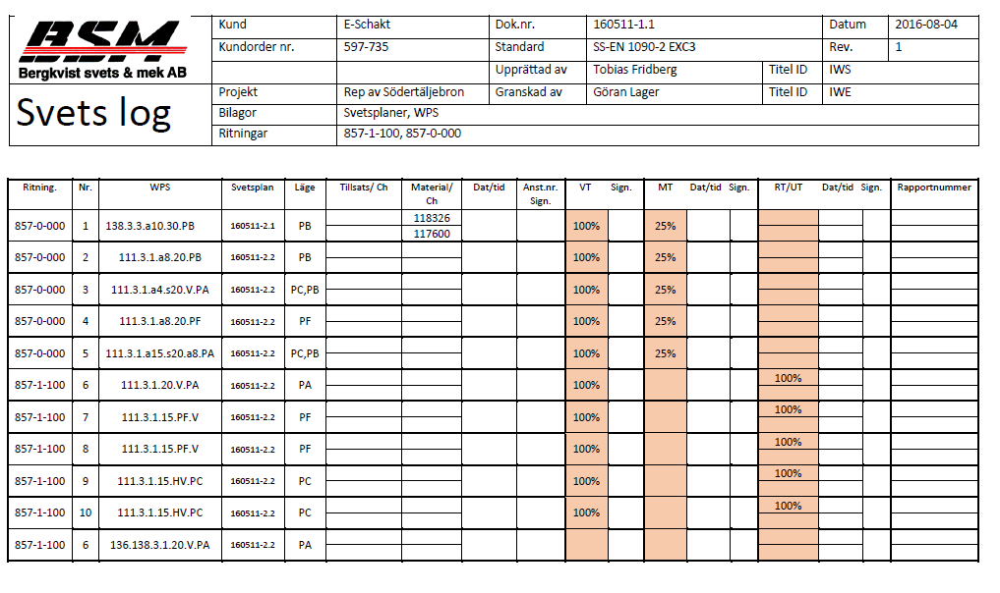 BSM
Bergkvist svets & mek AB
Svets log
Kund E-Schakt Dok.nr. 160511-1.1 Datum 2016-08-04
Kundorder nr. 597-735 Standard SS-EN 1090-2 EXC3 Rev. 1
Upprättad av Tobias Fridberg Titel ID IWS
Projekt Rep av Södertäljebron Granskad av Göran Lager Titel ID IWE
Bilagor Svetsplaner, WPS
Ritningar 857-1-100, 857-0-000
Ritning. Nr. WPS Svetsplan Läge Tillsats/ Ch Material/ Ch Dat/tid Anst.nr. Sign. VT Sign. MT Dat/tid Sign. RT/UT Dat/tid Sign. Rapportnummer
857-0-000 1 138.3.3.a10.30.PB 160511-2.1 PB 118326 117600 100% 25%
857-0-000 2 111.3.1.a8.20.PB 160511-2.2 PB 100% 25%
857-0-000 3 111.3.1.a4.s20.V.PA 160511-2.2 PC,PB 100% 25%
857-0-000 4 111.3.1.a8.20.PF 160511-2.2 PF 100% 25%
857-0-000 5 111.3.1.a15.s20.a8.PA 160511-2.2 PC,PB 100% 25%
857-1-100 6 111.3.1.20.V.PA 160511-2.2 PA 100% 100%
857-1-100 7 111.3.1.15.PF.V 160511-2.2 PF 100% 100%
857-1-100 8 111.3.1.15.PF.V 160511-2.2 PF 100% 100%
857-1-100 9 111.3.1.15.HV.PC 160511-2.2 PC 100% 100%
857-1-100 10 111.3.1.15.HV.PC 160511-2.2 PC 100% 100%
857-1-100 6 136.138.3.1.20.V.PA 160511-2.2 PA